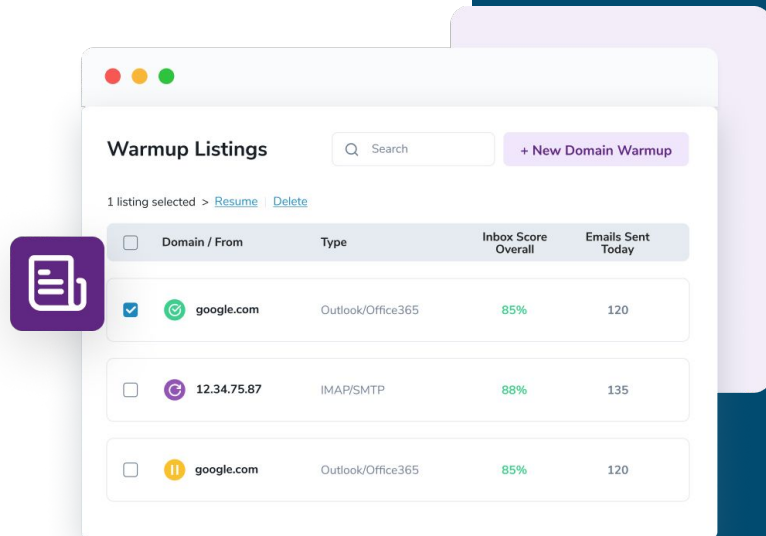 Warmup Listings
Search
+ New Domain Warmup
1 listing selected > Resume Delete
Domain / From Type Inbox Score Overall Emails Sent Today
google.com Outlook/Office365 85% 120
12.34.75.87 IMAP/SMTP 88% 135
google.com Outlook/Office365 85% 120